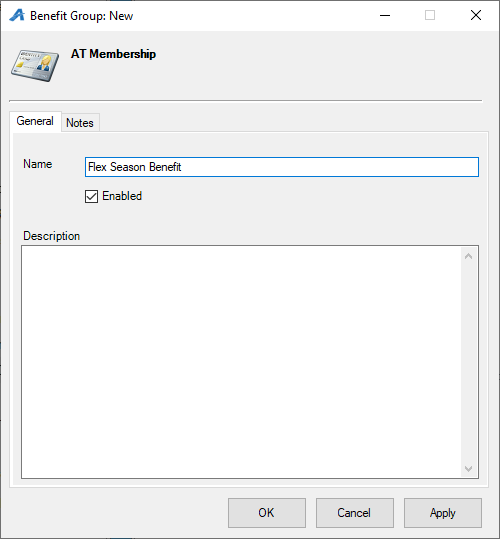 Benefit Group: New
AT Membership
General Notes
Name Flex Season Benefit
Enabled
Description
OK Cancel Apply